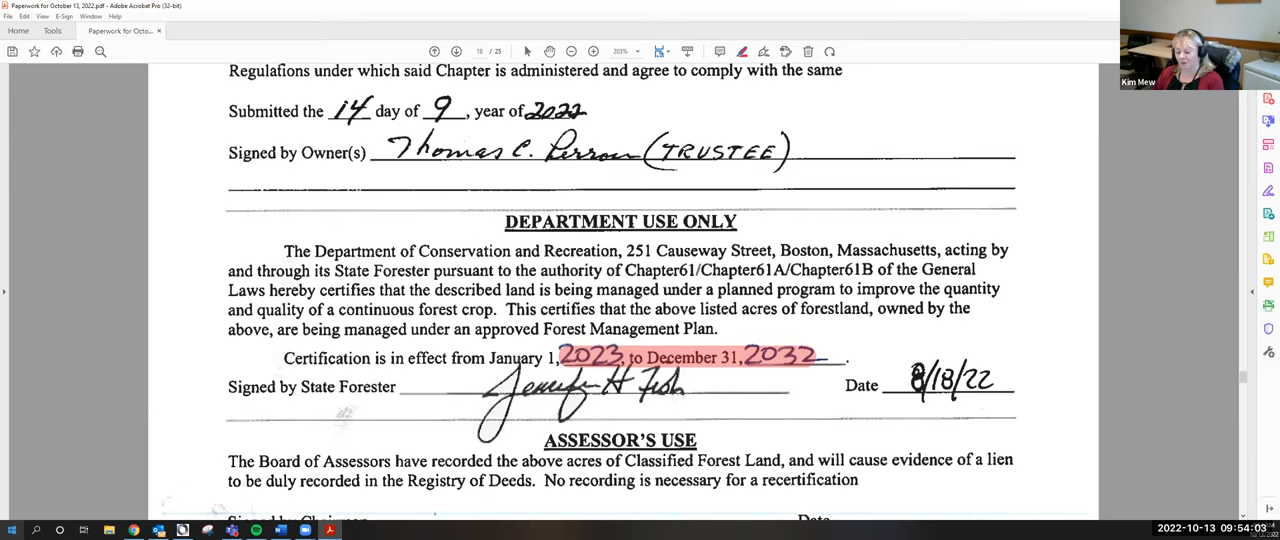 Paperwork for October 13, 2022.pdf - Adobe Acrobat Pro (32-bit)
File Edit View E-Sign Window Help
Home Tools Paperwork for Octo... ×
18 / 25 203%
Kim Mew
Regulations under which said Chapter is administered and agree to comply with the same
Submitted the 14 day of 9, year of 2022
Signed by Owner(s) Thomas C. Perrow (TRUSTEE)
DEPARTMENT USE ONLY
The Department of Conservation and Recreation, 251 Causeway Street, Boston, Massachusetts, acting by
and through its State Forester pursuant to the authority of Chapter61/Chapter61A/Chapter61B of the General
Laws hereby certifies that the described land is being managed under a planned program to improve the quantity
and quality of a continuous forest crop. This certifies that the above listed acres of forestland, owned by the
above, are being managed under an approved Forest Management Plan.
Certification is in effect from January 1, 2023, to December 31, 2032.
Signed by State Forester Jennifer H Fish Date 8/18/22
ASSESSOR'S USE
The Board of Assessors have recorded the above acres of Classified Forest Land, and will cause evidence of a lien
to be duly recorded in the Registry of Deeds. No recording is necessary for a recertification
Signed by Chairman Date
2022-10-13 09:54:03